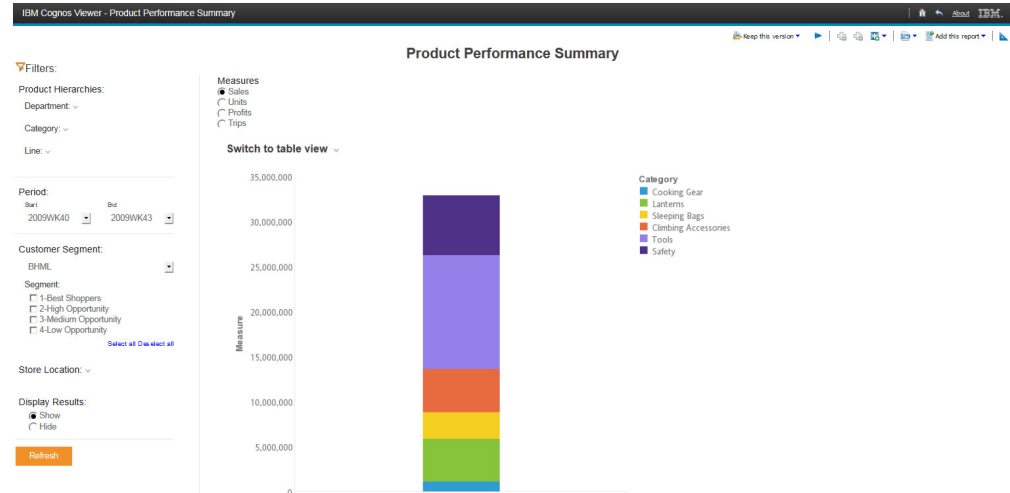 IBM Cognos Viewer - Product Performance Summary
About IBM.
Keep this version
Add this report
Product Performance Summary
Filters:
Product Hierarchies:
Department:
Category:
Line:
Period:
Start End
2009WK40 2009WK43
Customer Segment:
BHML
Segment:
1-Best Shoppers
2-High Opportunity
3-Medium Opportunity
4-Low Opportunity
Select all Deselect all
Store Location:
Display Results:
Show
Hide
Refresh
Measures
Sales
Units
Profits
Trips
Switch to table view
Measure
35,000,000
30,000,000
25,000,000
20,000,000
15,000,000
10,000,000
5,000,000
0
Category
Cooking Gear
Lanterns
Sleeping Bags
Climbing Accessories
Tools
Safety